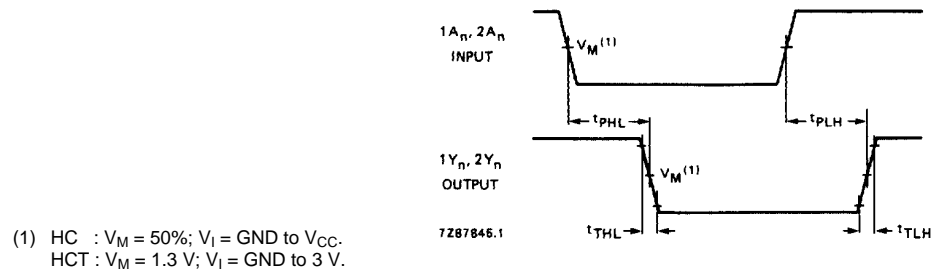 1An, 2An
INPUT
VM(1)
tPHL
tPLH
1Yn, 2Yn
OUTPUT
VM(1)
7Z87846.1
tTHL
tTLH
(1) HC : VM = 50%; VI = GND to VCC.
HCT : VM = 1.3 V; VI = GND to 3 V.